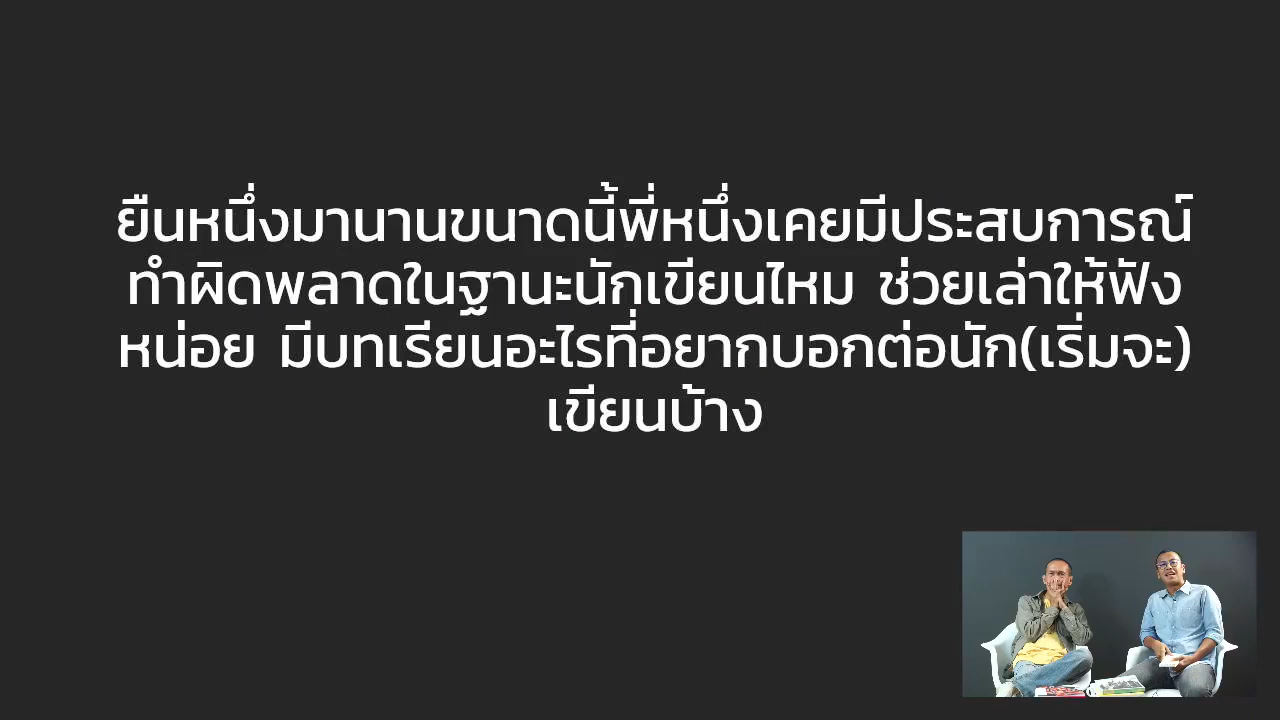 ยืนหนึ่งมานานขนาดนี้พี่หนึ่งเคยมีประสบการณ์
ทำผิดพลาดในฐานะนักเขียนไหม ช่วยเล่าให้ฟัง
หน่อย มีบทเรียนอะไรที่อยากบอกต่อนัก(เริ่มจะ)
เขียนบ้าง